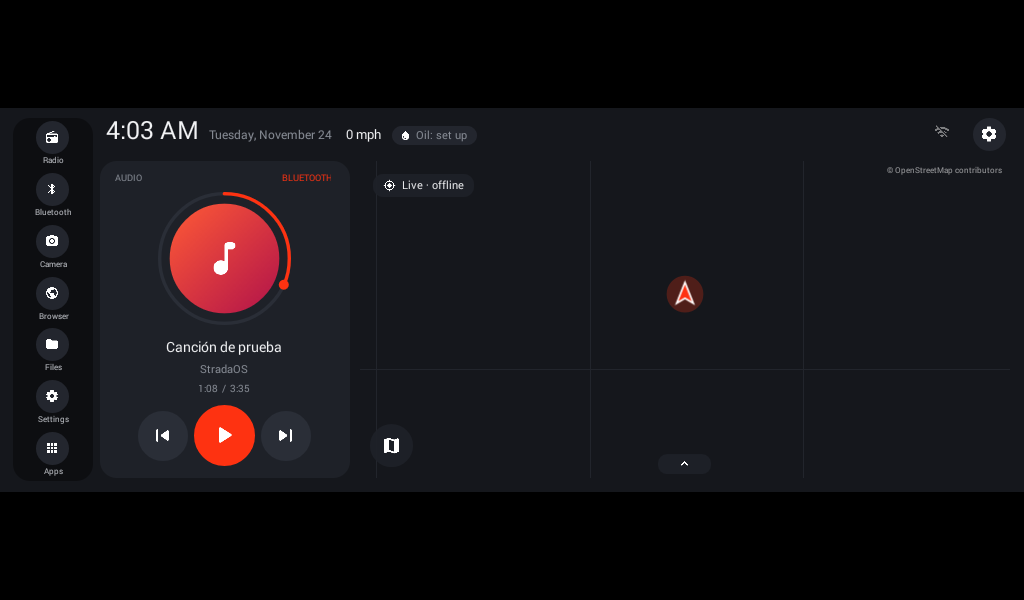 4:03 AM Tuesday, November 24 0 mph Oil: set up
Radio
Bluetooth
Camera
Browser
Files
Settings
Apps
AUDIO BLUETOOTH
Canción de prueba
StradaOS
1:08 / 3:35
Live · offline
© OpenStreetMap contributors